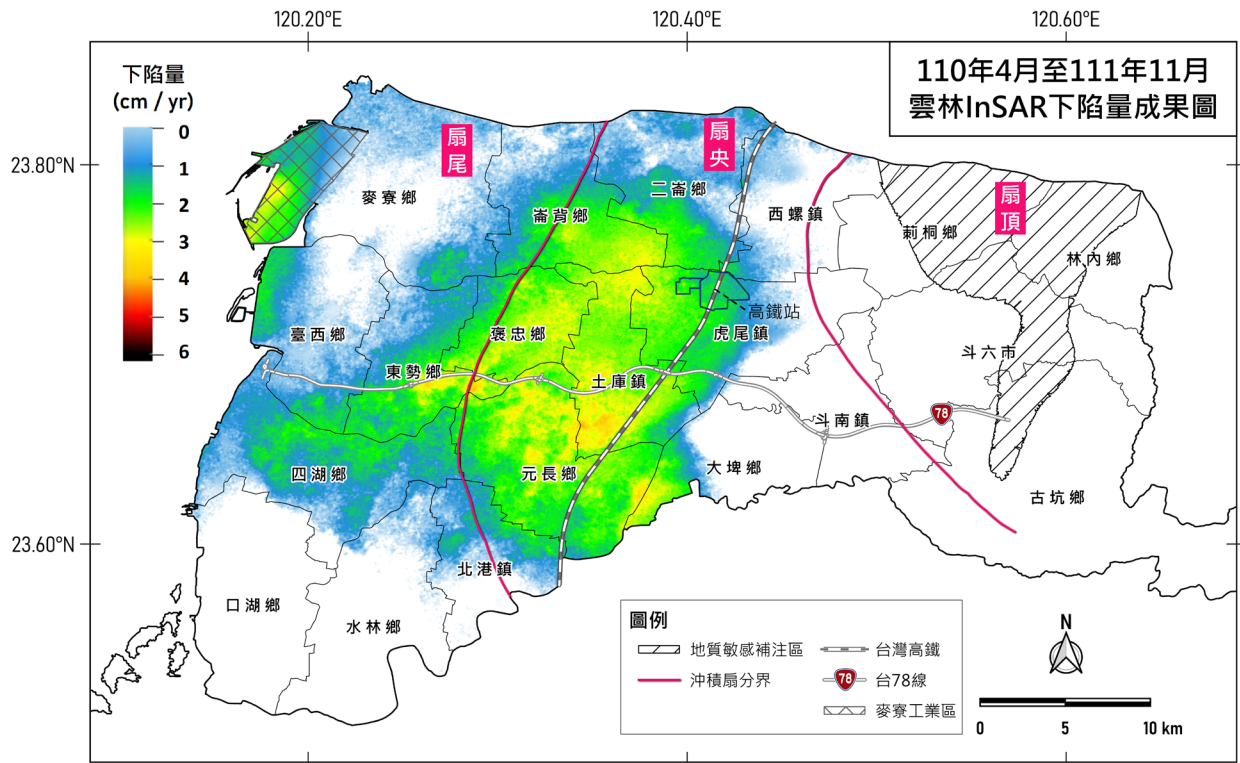 120.20°E
120.40°E
120.60°E
110年4月至111年11月
雲林InSAR下陷量成果圖
下陷量
(cm / yr)
0
1
2
3
4
5
6
23.80°N
23.60°N
扇尾
扇央
扇頂
麥寮鄉
崙背鄉
二崙鄉
西螺鎮
莿桐鄉
林內鄉
臺西鄉
褒忠鄉
高鐵站
虎尾鎮
東勢鄉
土庫鎮
斗六市
78
斗南鎮
四湖鄉
元長鄉
大埤鄉
古坑鄉
北港鎮
口湖鄉
水林鄉
圖例
地質敏感補注區
台灣高鐵
沖積扇分界
78
台78線
麥寮工業區
N
0 5 10 km